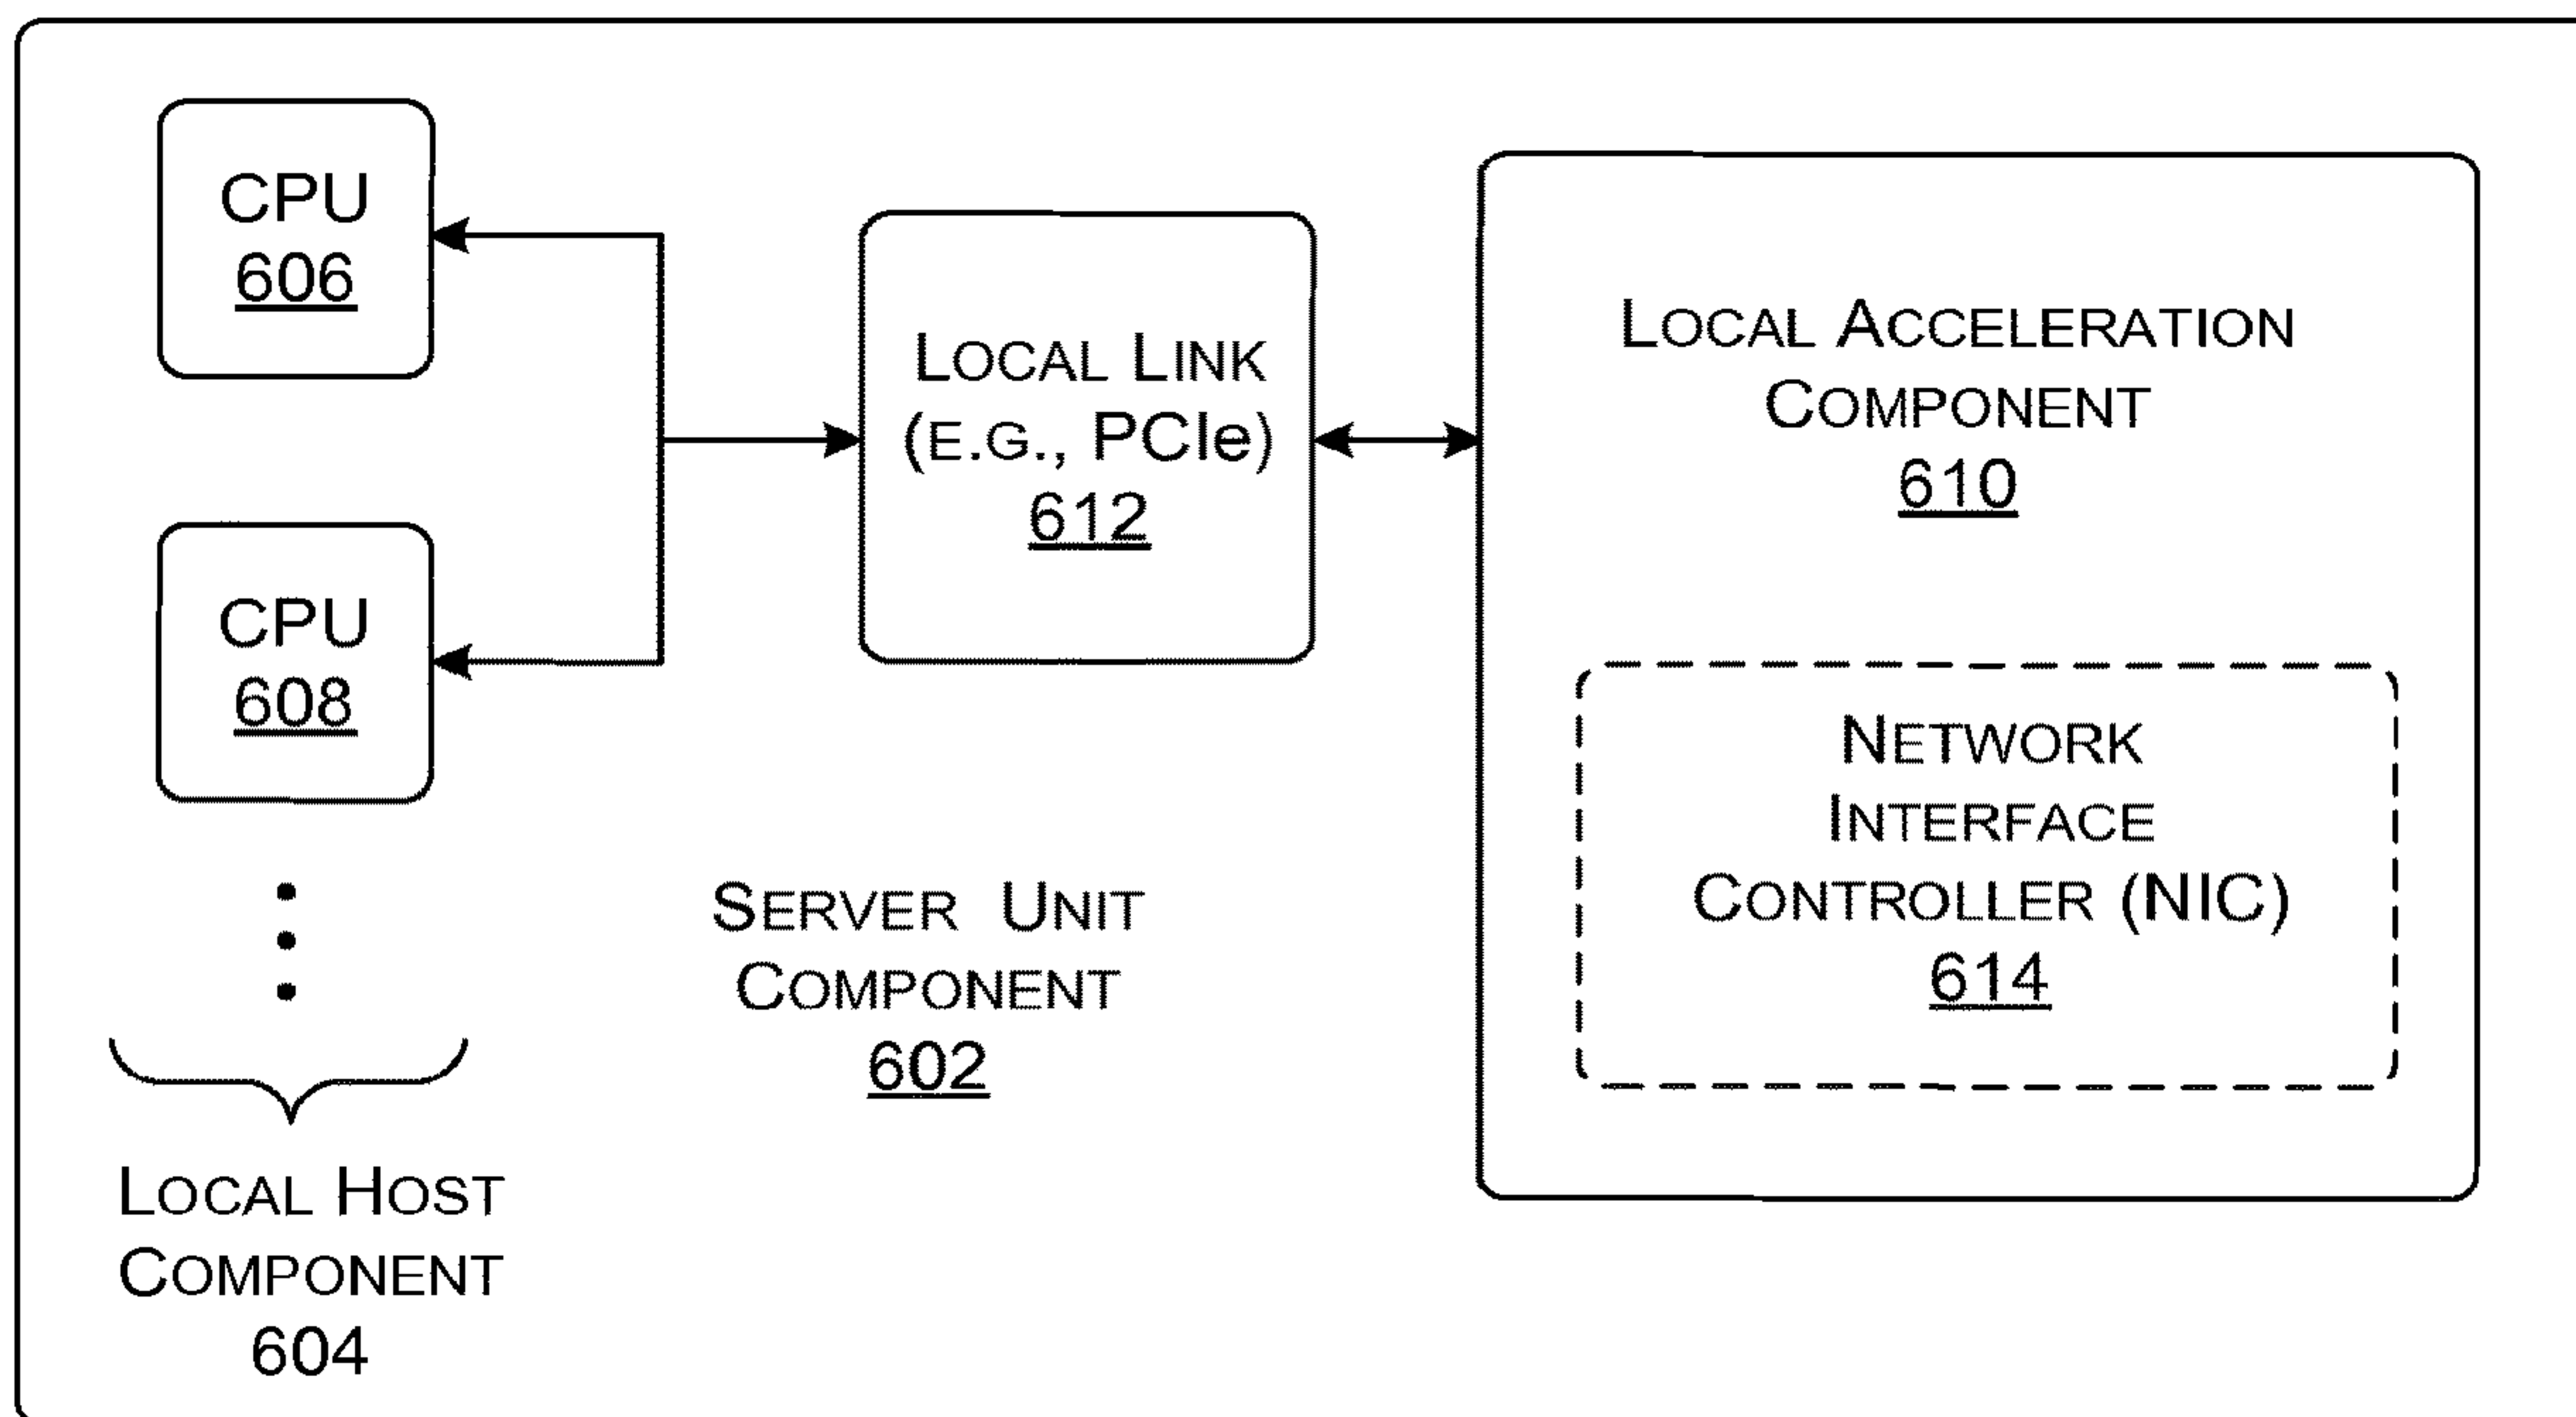 CPU
606
CPU
608
LOCAL HOST
COMPONENT
604
LOCAL LINK
(E.G., PCIe)
612
SERVER UNIT
COMPONENT
602
LOCAL ACCELERATION
COMPONENT
610
NETWORK
INTERFACE
CONTROLLER (NIC)
614